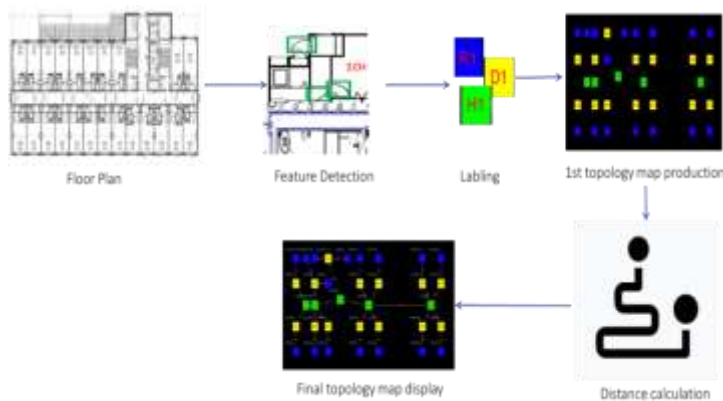 R1
D1
H1
Floor Plan
Feature Detection
Labling
1st topology map production
Final topology map display
Distance calculation